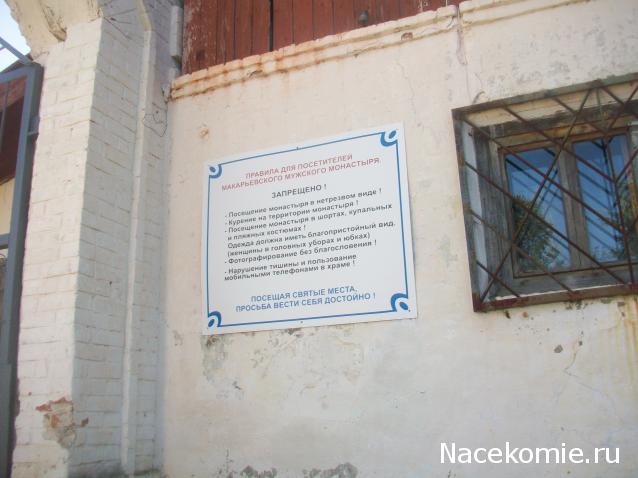 ПРАВИЛА ДЛЯ ПОСЕТИТЕЛЕЙ
МАКАРЬЕВСКОГО МУЖСКОГО МОНАСТЫРЯ.
ЗАПРЕЩЕНО !
- Посещение монастыря в нетрезвом виде !
- Курение на территории монастыря !
- Посещение монастыря в шортах, купальных
и пляжных костюмах !
Одежда должна иметь благопристойный вид.
(женщины в головных уборах и юбках)
- Фотографирование без благословения !
- Нарушение тишины и пользование
мобильными телефонами в храме !
ПОСЕЩАЯ СВЯТЫЕ МЕСТА,
ПРОСЬБА ВЕСТИ СЕБЯ ДОСТОЙНО !
Nacekomie.ru